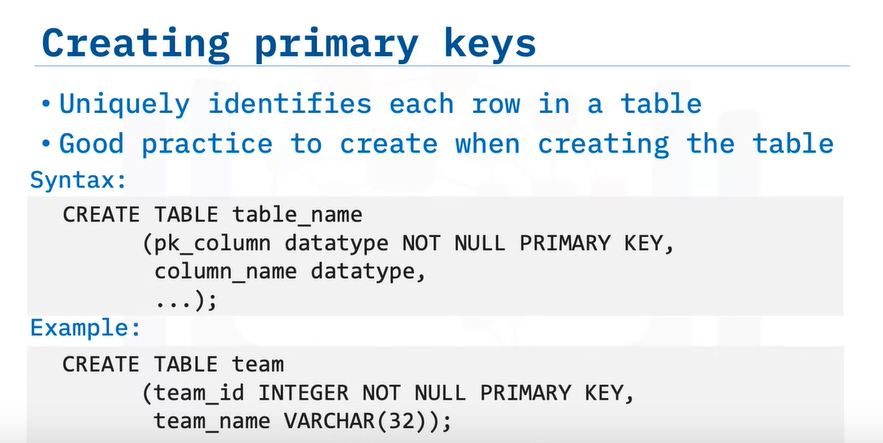 Creating primary keys
• Uniquely identifies each row in a table
• Good practice to create when creating the table
Syntax:
CREATE TABLE table_name
(pk_column datatype NOT NULL PRIMARY KEY,
column_name datatype,
...);
Example:
CREATE TABLE team
(team_id INTEGER NOT NULL PRIMARY KEY,
team_name VARCHAR(32));